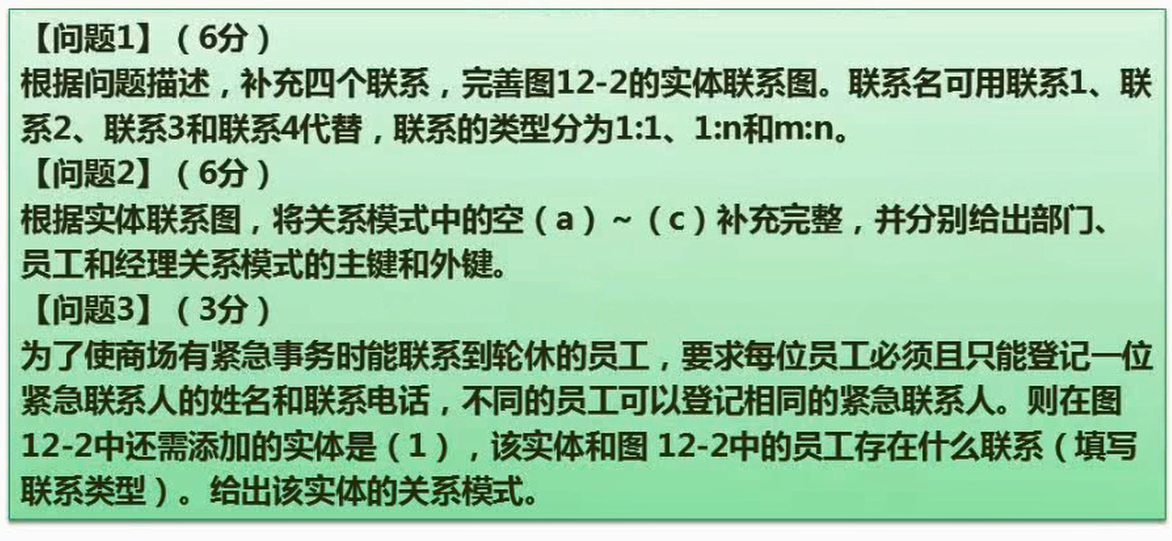 【问题1】（6分）
根据问题描述，补充四个联系，完善图12-2的实体联系图。联系名可用联系1、联
系2、联系3和联系4代替，联系的类型分为1:1、1:n和m:n。
【问题2】（6分）
根据实体联系图，将关系模式中的空（a）~（c）补充完整，并分别给出部门、
员工和经理关系模式的主键和外键。
【问题3】（3分）
为了使商场有紧急事务时能联系到轮休的员工，要求每位员工必须且只能登记一位
紧急联系人的姓名和联系电话，不同的员工可以登记相同的紧急联系人。则在图
12-2中还需添加的实体是（1），该实体和图 12-2中的员工存在什么联系（填写
联系类型）。给出该实体的关系模式。